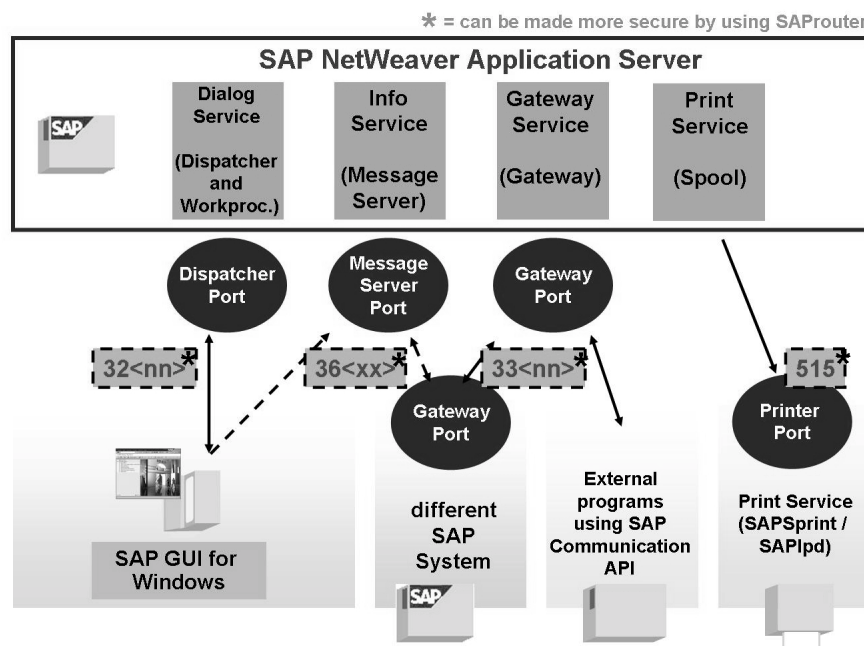 * = can be made more secure by using SAProuter
SAP NetWeaver Application Server
SAP
Dialog
Service
(Dispatcher
and
Workproc.)
Info
Service
(Message
Server)
Gateway
Service
(Gateway)
Print
Service
(Spool)
Dispatcher
Port
Message
Server
Port
Gateway
Port
32<nn>*
36<xx>*
33<nn>*
515*
Gateway
Port
Printer
Port
SAP GUI for
Windows
different
SAP
System
SAP
External
programs
using SAP
Communication
API
Print Service
(SAPSprint /
SAPlpd)